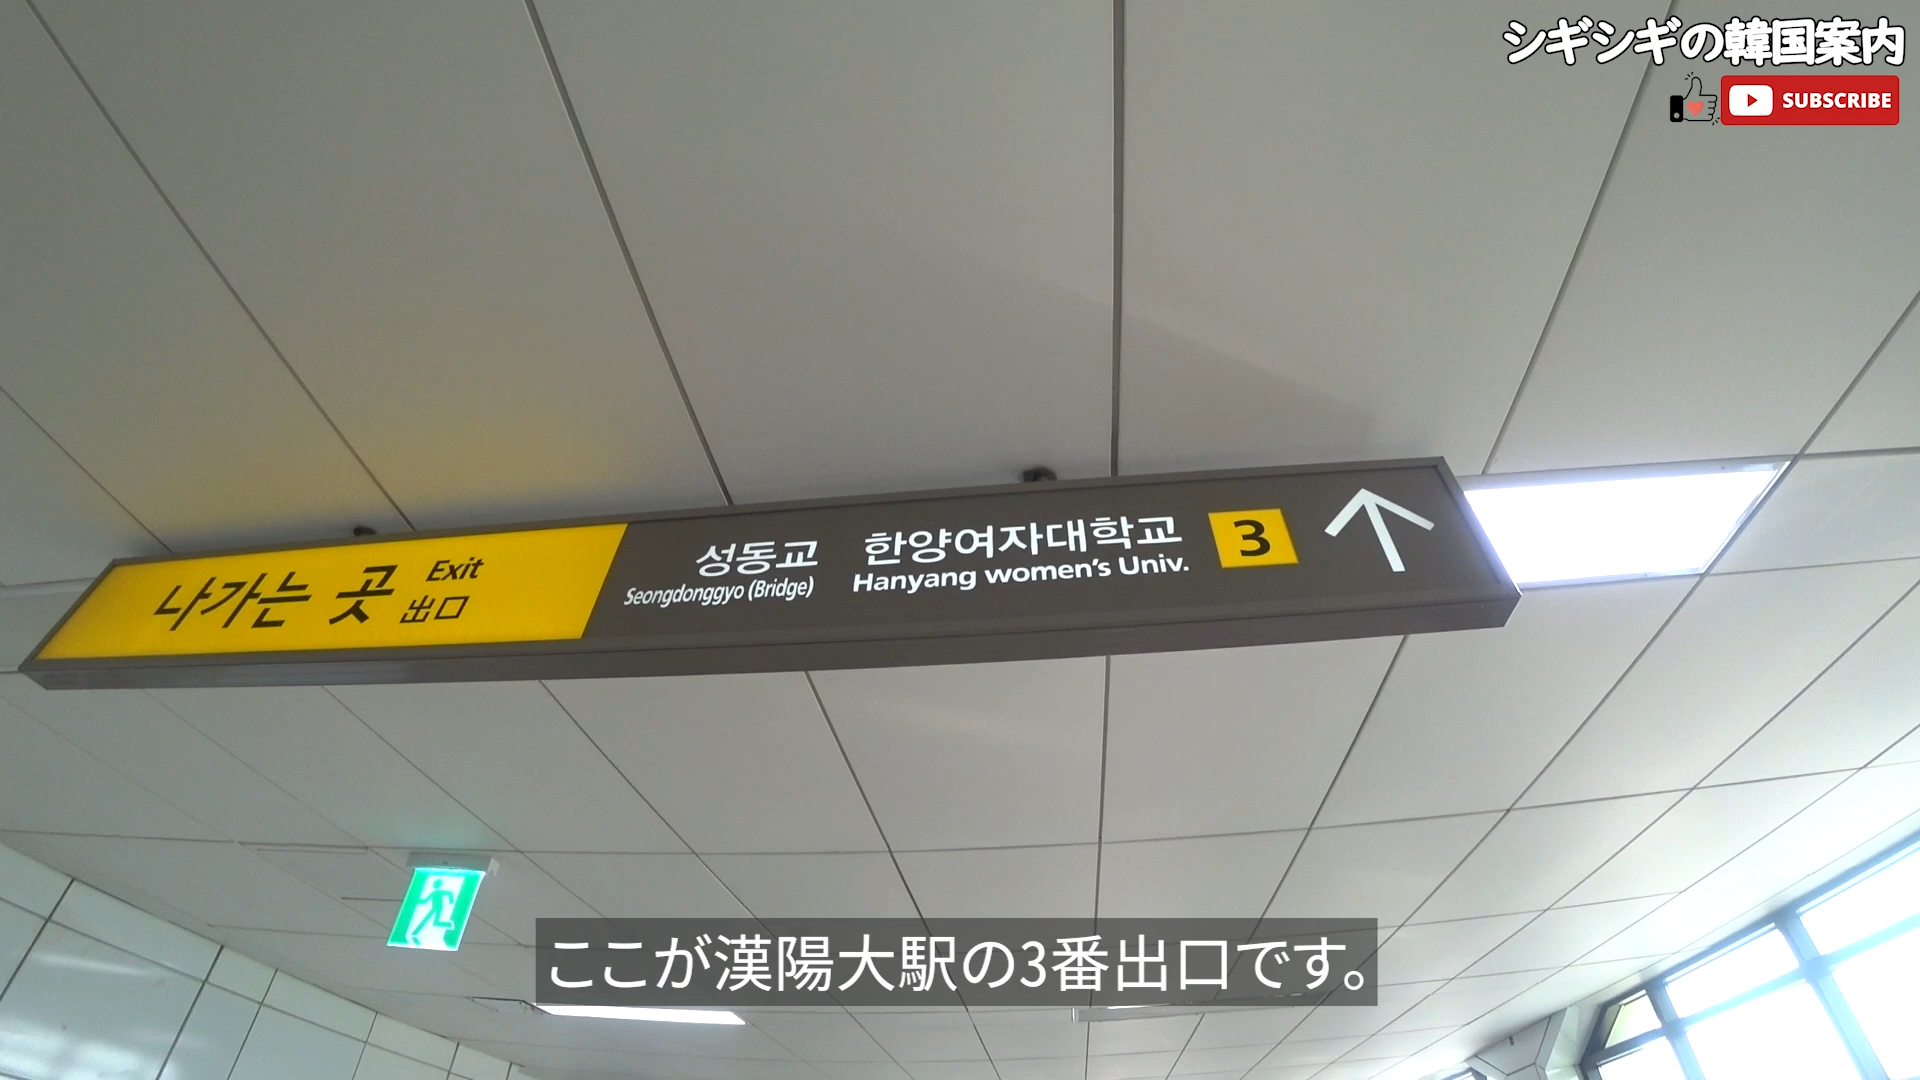 シギシギの韓国案内
SUBSCRIBE
나가는 곳 Exit
出口
성동교 한양여자대학교 3
Seongdonggyo (Bridge) Hanyang women's Univ.
ここが漢陽大駅の3番出口です。